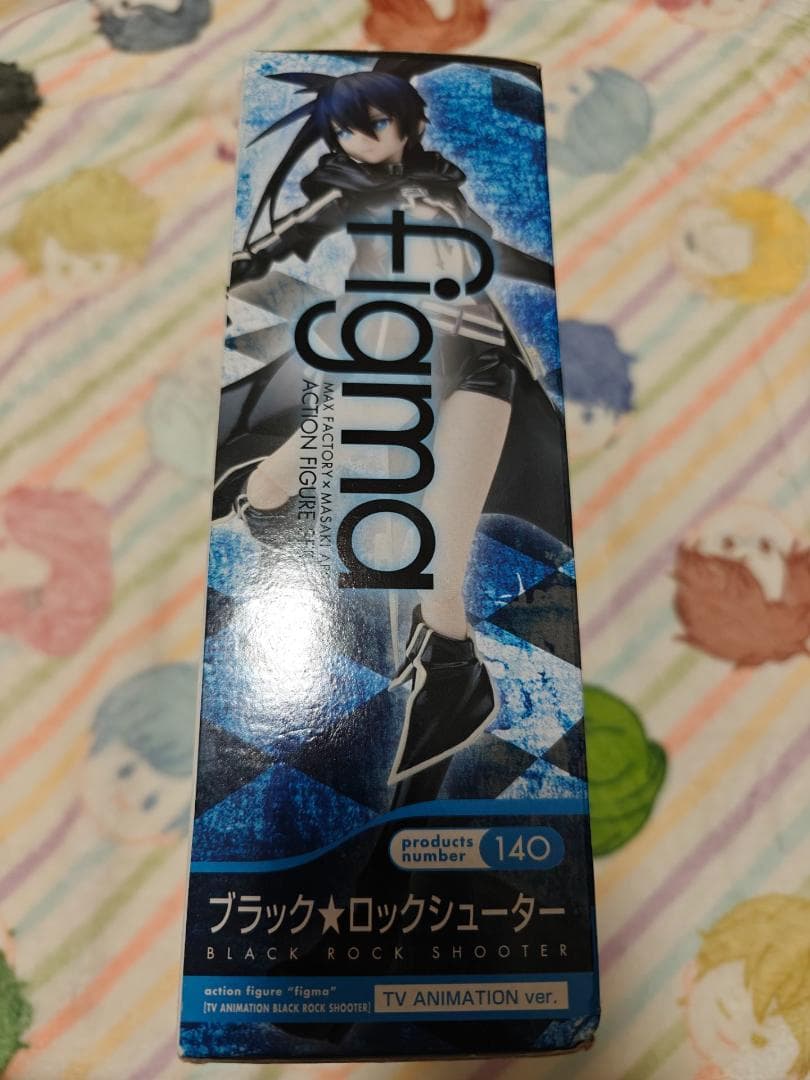 figma
MAX FACTORY × MASAKI
ACTION FIGURE
products
number
140
ブラック★ロックシューター
BLACK ROCK SHOOTER
action figure "figma"
[TV ANIMATION BLACK ROCK SHOOTER]
TV ANIMATION ver.